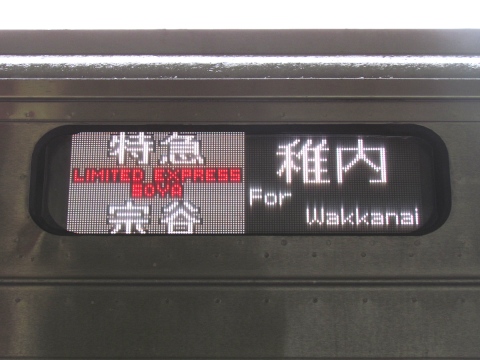 特急
LIMITED EXPRESS
SOYA
宗谷
稚内
For
Wakkanai